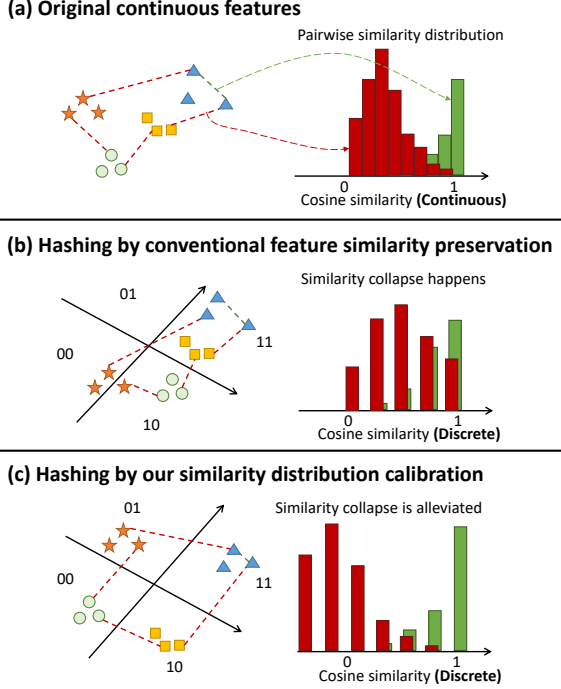 (a) Original continuous features
Pairwise similarity distribution
0
1
Cosine similarity (Continuous)
(b) Hashing by conventional feature similarity preservation
01
00
11
10
Similarity collapse happens
0
1
Cosine similarity (Discrete)
(c) Hashing by our similarity distribution calibration
01
00
11
10
Similarity collapse is alleviated
0
1
Cosine similarity (Discrete)